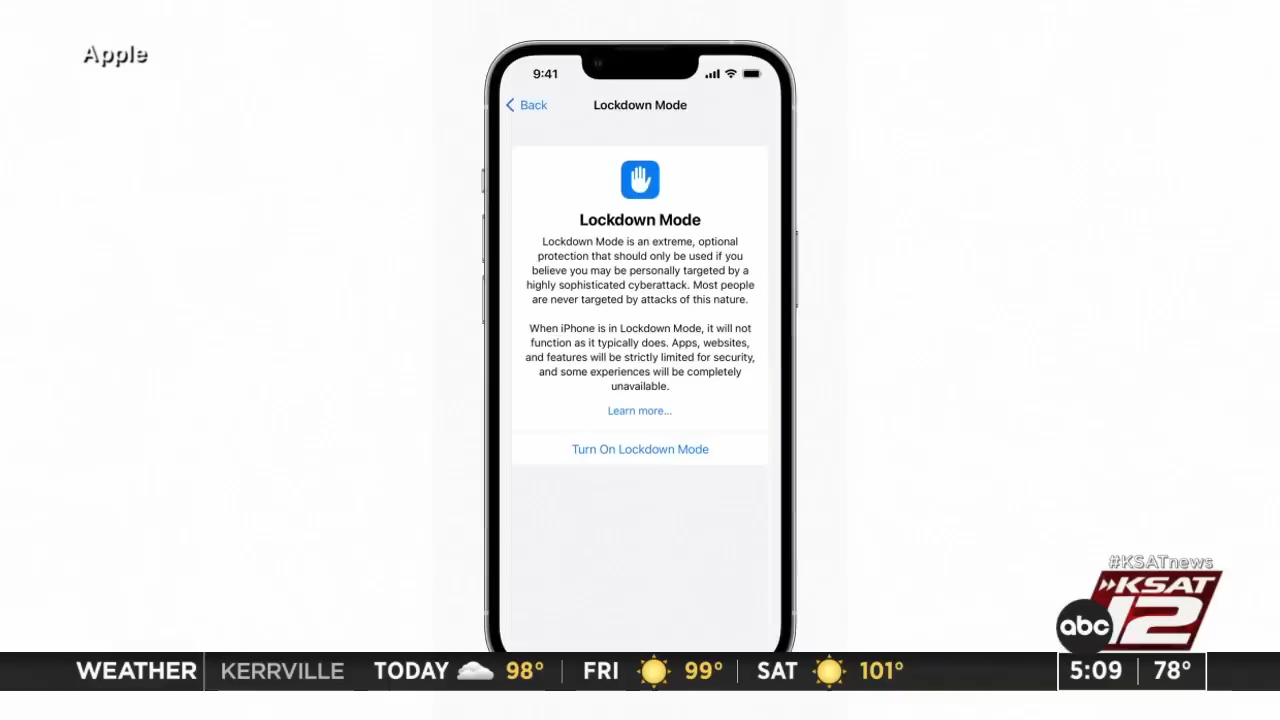 Apple
9:41
Back
Lockdown Mode
Lockdown Mode
Lockdown Mode is an extreme, optional
protection that should only be used if you
believe you may be personally targeted by a
highly sophisticated cyberattack. Most people
are never targeted by attacks of this nature.
When iPhone is in Lockdown Mode, it will not
function as it typically does. Apps, websites,
and features will be strictly limited for security,
and some experiences will be completely
unavailable.
Learn more...
Turn On Lockdown Mode
#KSATnews
KSAT
abc 12
WEATHER KERRVILLE TODAY 98° FRI 99° SAT 101° 5:09 78°